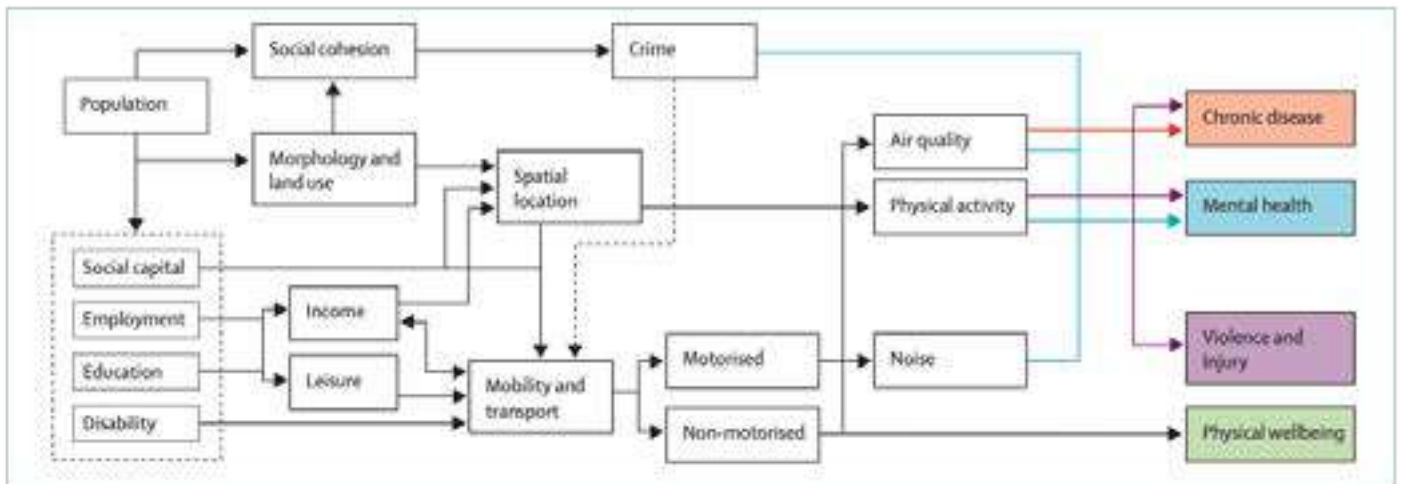 Social cohesion
Crime
Population
Chronic disease
Air quality
Morphology and
land use
Spatial
location
Physical activity
Mental health
Social capital
Employment
Income
Education
Leisure
Disability
Mobility and
transport
Motorised
Noise
Violence and
injury
Non-motorised
Physical wellbeing